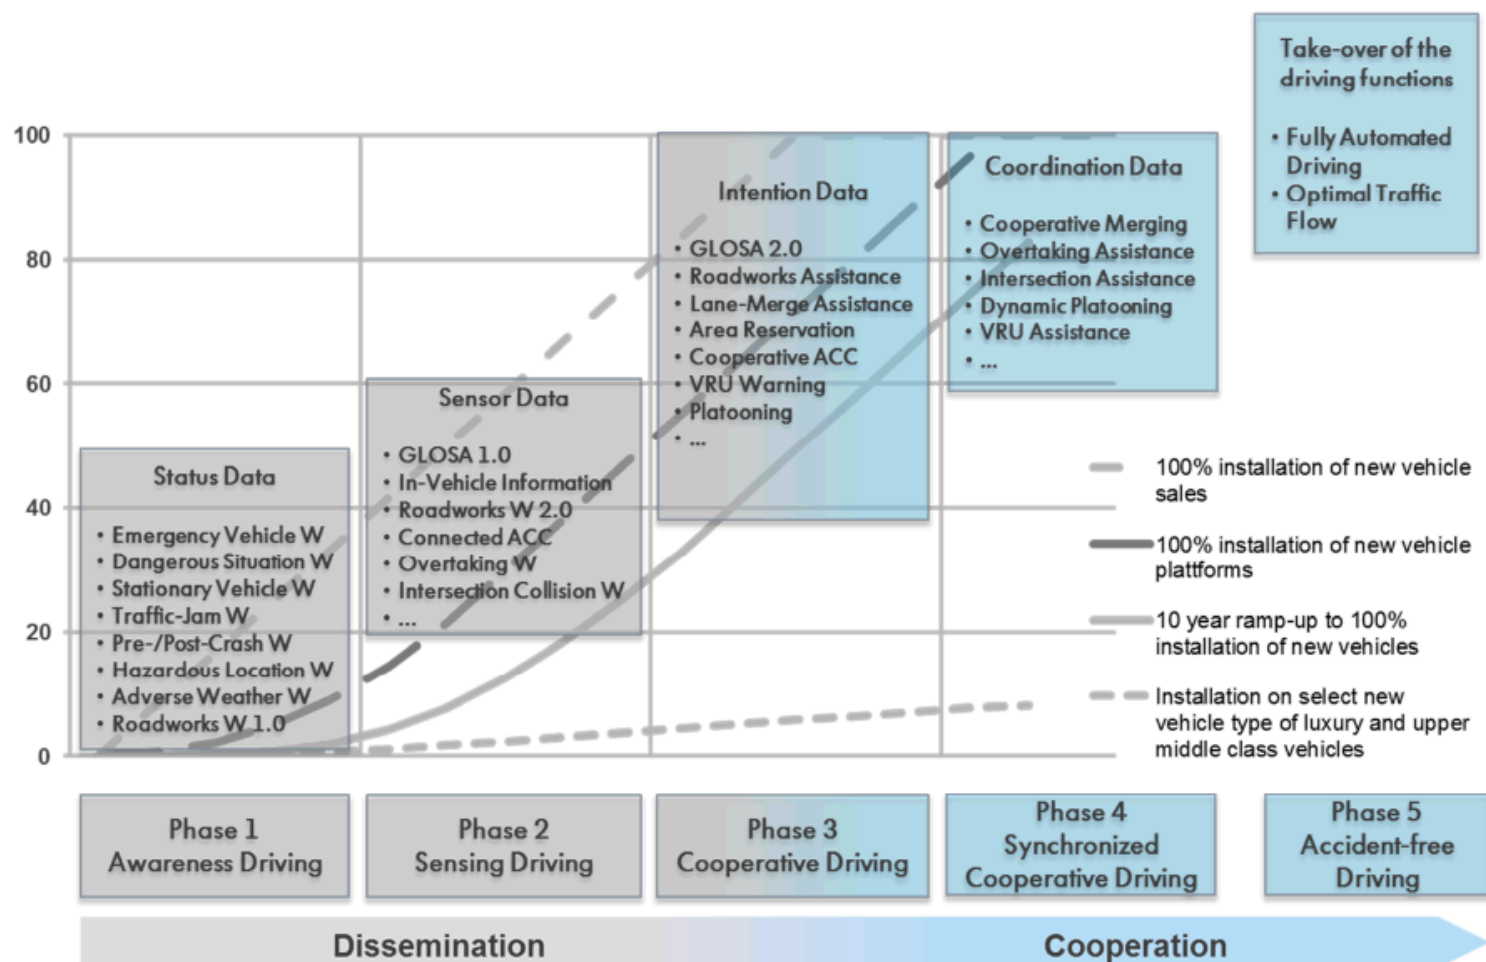 Take-over of the
driving functions
• Fully Automated
Driving
• Optimal Traffic
Flow
100
80
60
40
20
0
Status Data
• Emergency Vehicle W
• Dangerous Situation W
• Stationary Vehicle W
• Traffic-Jam W
• Pre-/Post-Crash W
• Hazardous Location W
• Adverse Weather W
• Roadworks W 1.0
Sensor Data
• GLOSA 1.0
• In-Vehicle Information
• Roadworks W 2.0
• Connected ACC
• Overtaking W
• Intersection Collision W
• ...
Intention Data
• GLOSA 2.0
• Roadworks Assistance
• Lane-Merge Assistance
• Area Reservation
• Cooperative ACC
• VRU Warning
• Platooning
• ...
Coordination Data
• Cooperative Merging
• Overtaking Assistance
• Intersection Assistance
• Dynamic Platooning
• VRU Assistance
• ...
100% installation of new vehicle
sales
100% installation of new vehicle
plattforms
10 year ramp-up to 100%
installation of new vehicles
Installation on select new
vehicle type of luxury and upper
middle class vehicles
Phase 1
Awareness Driving
Phase 2
Sensing Driving
Phase 3
Cooperative Driving
Phase 4
Synchronized
Cooperative Driving
Phase 5
Accident-free
Driving
Dissemination
Cooperation